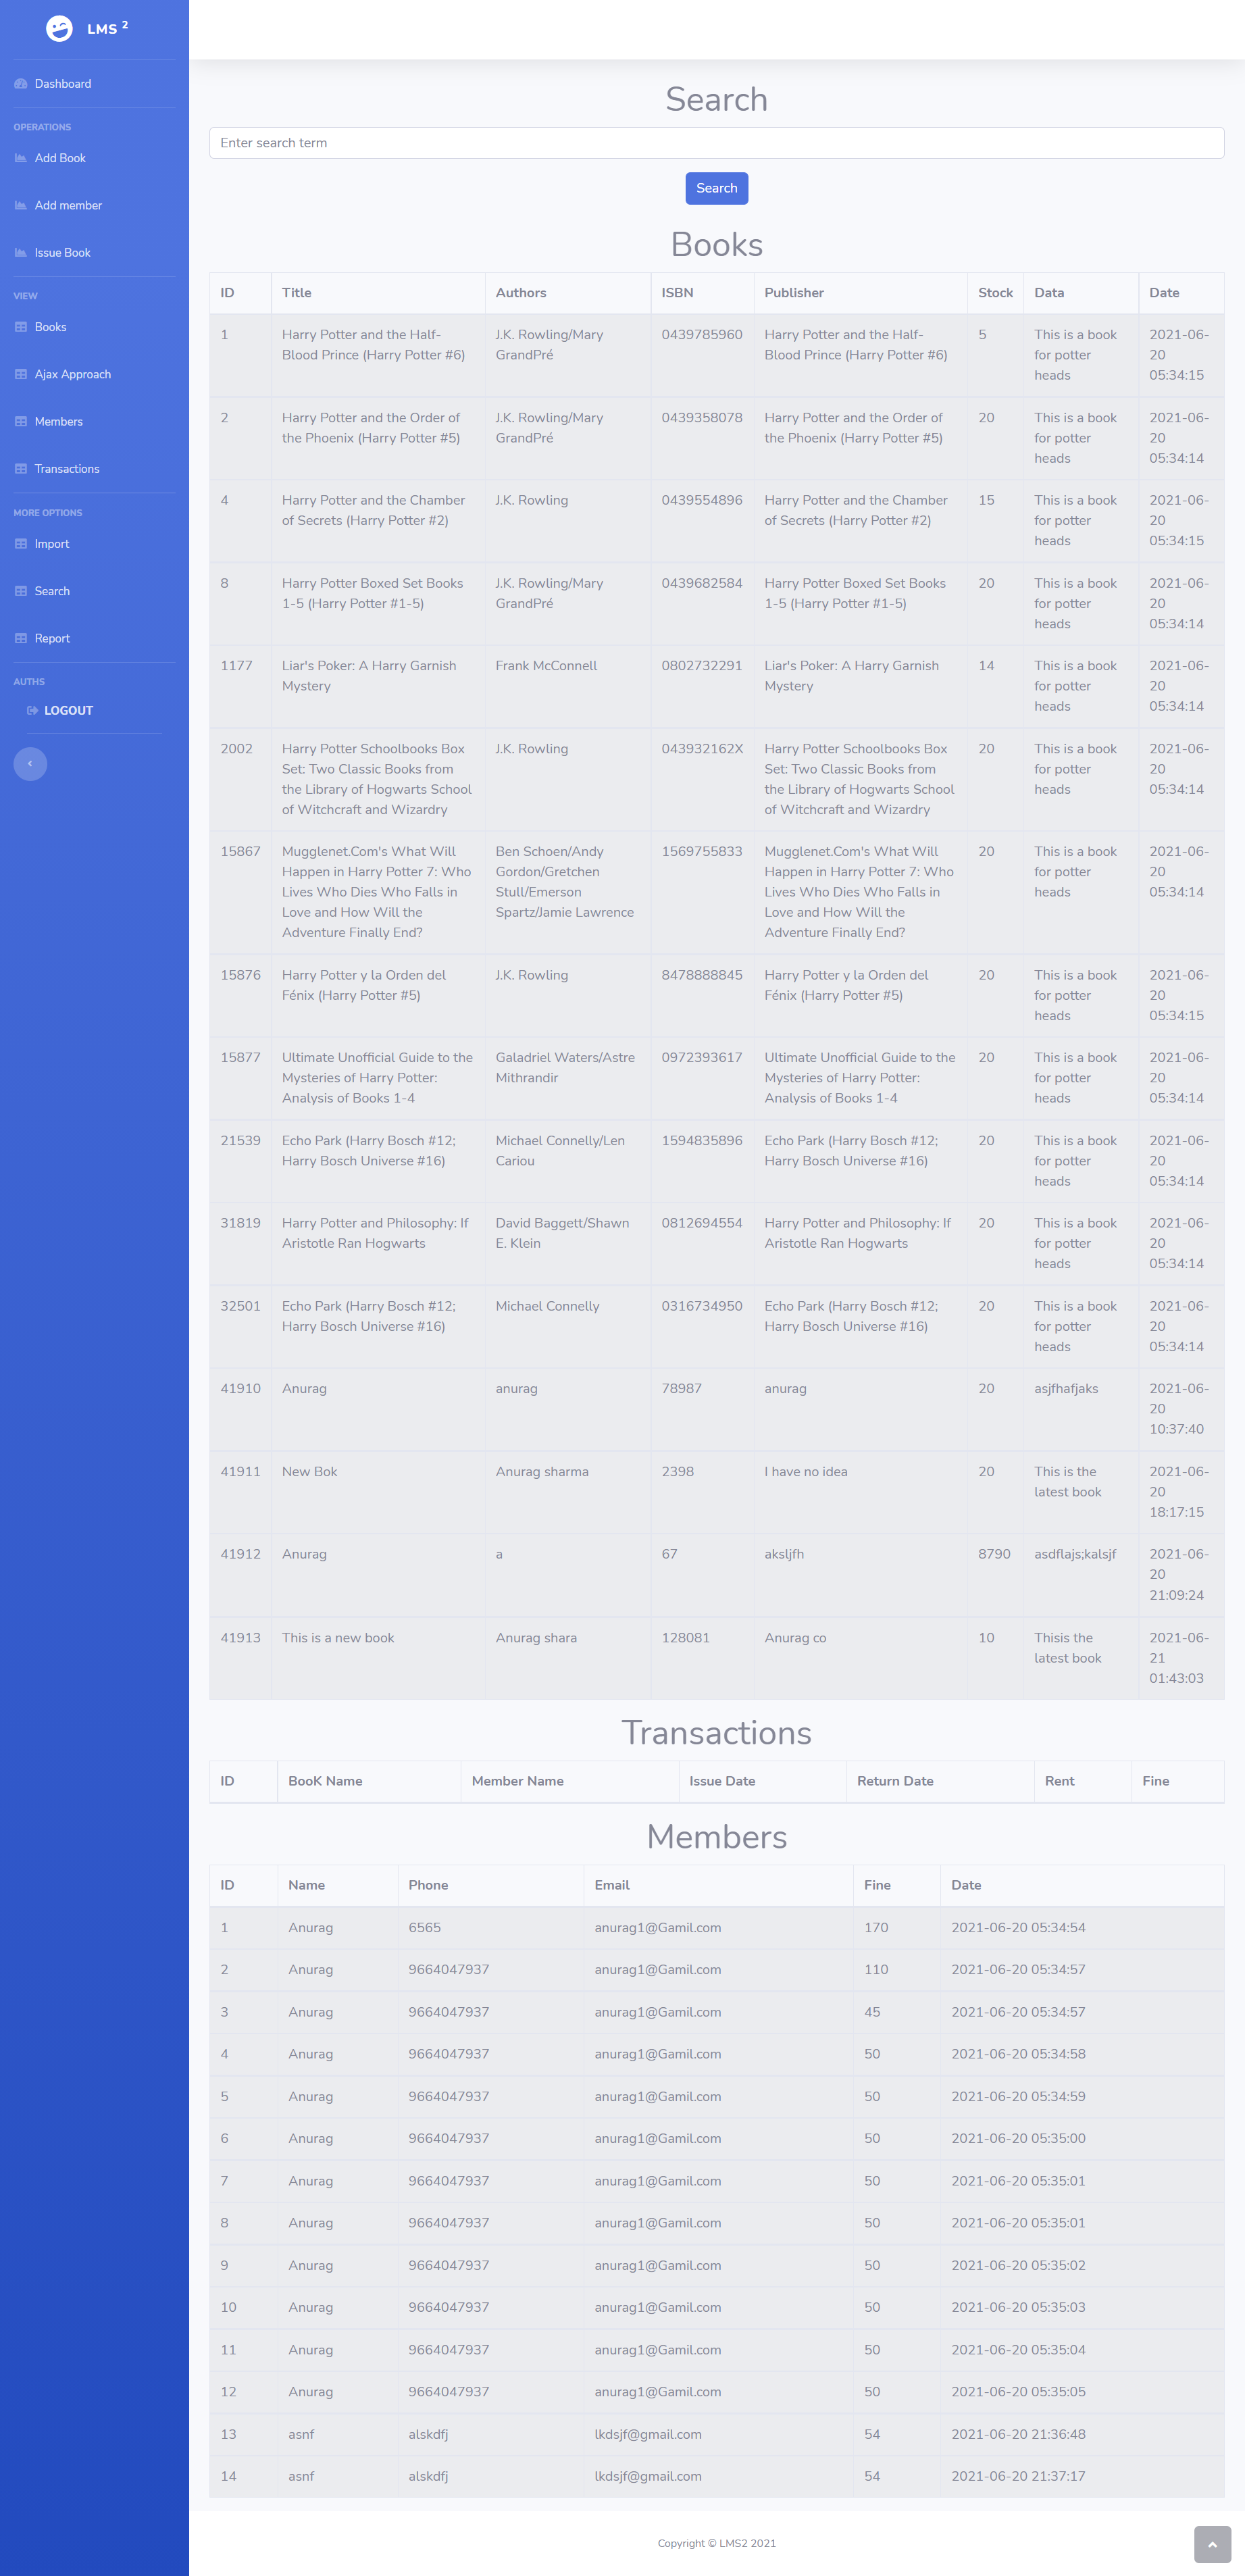 LMS 2
Dashboard
OPERATIONS
Add Book
Add member
Issue Book
VIEW
Books
Ajax Approach
Members
Transactions
MORE OPTIONS
Import
Search
Report
AUTHS
LOGOUT
Search
Enter search term
Search
Books
ID Title Authors ISBN Publisher Stock Data Date
1 Harry Potter and the Half- J.K. Rowling/Mary 0439785960 Harry Potter and the Half- 5 This is a book 2021-06-
Blood Prince (Harry Potter #6) GrandPré Blood Prince (Harry Potter #6) for potter 20
heads 05:34:15
2 Harry Potter and the Order of J.K. Rowling/Mary 0439358078 Harry Potter and the Order of 20 This is a book 2021-06-
the Phoenix (Harry Potter #5) GrandPré the Phoenix (Harry Potter #5) for potter 20
heads 05:34:14
4 Harry Potter and the Chamber J.K. Rowling 0439554896 Harry Potter and the Chamber 15 This is a book 2021-06-
of Secrets (Harry Potter #2) of Secrets (Harry Potter #2) for potter 20
heads 05:34:15
8 Harry Potter Boxed Set Books J.K. Rowling/Mary 0439682584 Harry Potter Boxed Set Books 20 This is a book 2021-06-
1-5 (Harry Potter #1-5) GrandPré 1-5 (Harry Potter #1-5) for potter 20
heads 05:34:14
1177 Liar's Poker: A Harry Garnish Frank McConnell 0802732291 Liar's Poker: A Harry Garnish 14 This is a book 2021-06-
Mystery Mystery for potter 20
heads 05:34:14
2002 Harry Potter Schoolbooks Box J.K. Rowling 043932162X Harry Potter Schoolbooks Box 20 This is a book 2021-06-
Set: Two Classic Books from Set: Two Classic Books from for potter 20
the Library of Hogwarts School the Library of Hogwarts School heads 05:34:14
of Witchcraft and Wizardry of Witchcraft and Wizardry
15867 Mugglenet.Com's What Will Ben Schoen/Andy 1569755833 Mugglenet.Com's What Will 20 This is a book 2021-06-
Happen in Harry Potter 7: Who Gordon/Gretchen Happen in Harry Potter 7: Who for potter 20
Lives Who Dies Who Falls in Stull/Emerson Lives Who Dies Who Falls in heads 05:34:14
Love and How Will the Spartz/Jamie Lawrence Love and How Will the
Adventure Finally End? Adventure Finally End?
15876 Harry Potter y la Orden del J.K. Rowling 8478888845 Harry Potter y la Orden del 20 This is a book 2021-06-
Fénix (Harry Potter #5) Fénix (Harry Potter #5) for potter 20
heads 05:34:15
15877 Ultimate Unofficial Guide to the Galadriel Waters/Astre 0972393617 Ultimate Unofficial Guide to the 20 This is a book 2021-06-
Mysteries of Harry Potter: Mithrandir Mysteries of Harry Potter: for potter 20
Analysis of Books 1-4 Analysis of Books 1-4 heads 05:34:14
21539 Echo Park (Harry Bosch #12; Michael Connelly/Len 1594835896 Echo Park (Harry Bosch #12; 20 This is a book 2021-06-
Harry Bosch Universe #16) Cariou Harry Bosch Universe #16) for potter 20
heads 05:34:14
31819 Harry Potter and Philosophy: If David Baggett/Shawn 0812694554 Harry Potter and Philosophy: If 20 This is a book 2021-06-
Aristotle Ran Hogwarts E. Klein Aristotle Ran Hogwarts for potter 20
heads 05:34:14
32501 Echo Park (Harry Bosch #12; Michael Connelly 0316734950 Echo Park (Harry Bosch #12; 20 This is a book 2021-06-
Harry Bosch Universe #16) Harry Bosch Universe #16) for potter 20
heads 05:34:14
41910 Anurag anurag 78987 anurag 20 asjfhafjaks 2021-06-
20
10:37:40
41911 New Bok Anurag sharma 2398 I have no idea 20 This is the 2021-06-
latest book 20
18:17:15
41912 Anurag a 67 aksljfh 8790 asdflajs;kalsjf 2021-06-
20
21:09:24
41913 This is a new book Anurag shara 128081 Anurag co 10 Thisis the 2021-06-
latest book 21
01:43:03
Transactions
ID BooK Name Member Name Issue Date Return Date Rent Fine
Members
ID Name Phone Email Fine Date
1 Anurag 6565 anurag1@Gamil.com 170 2021-06-20 05:34:54
2 Anurag 9664047937 anurag1@Gamil.com 110 2021-06-20 05:34:57
3 Anurag 9664047937 anurag1@Gamil.com 45 2021-06-20 05:34:57
4 Anurag 9664047937 anurag1@Gamil.com 50 2021-06-20 05:34:58
5 Anurag 9664047937 anurag1@Gamil.com 50 2021-06-20 05:34:59
6 Anurag 9664047937 anurag1@Gamil.com 50 2021-06-20 05:35:00
7 Anurag 9664047937 anurag1@Gamil.com 50 2021-06-20 05:35:01
8 Anurag 9664047937 anurag1@Gamil.com 50 2021-06-20 05:35:01
9 Anurag 9664047937 anurag1@Gamil.com 50 2021-06-20 05:35:02
10 Anurag 9664047937 anurag1@Gamil.com 50 2021-06-20 05:35:03
11 Anurag 9664047937 anurag1@Gamil.com 50 2021-06-20 05:35:04
12 Anurag 9664047937 anurag1@Gamil.com 50 2021-06-20 05:35:05
13 asnf alskdfj lkdsjf@gmail.com 54 2021-06-20 21:36:48
14 asnf alskdfj lkdsjf@gmail.com 54 2021-06-20 21:37:17
Copyright © LMS2 2021